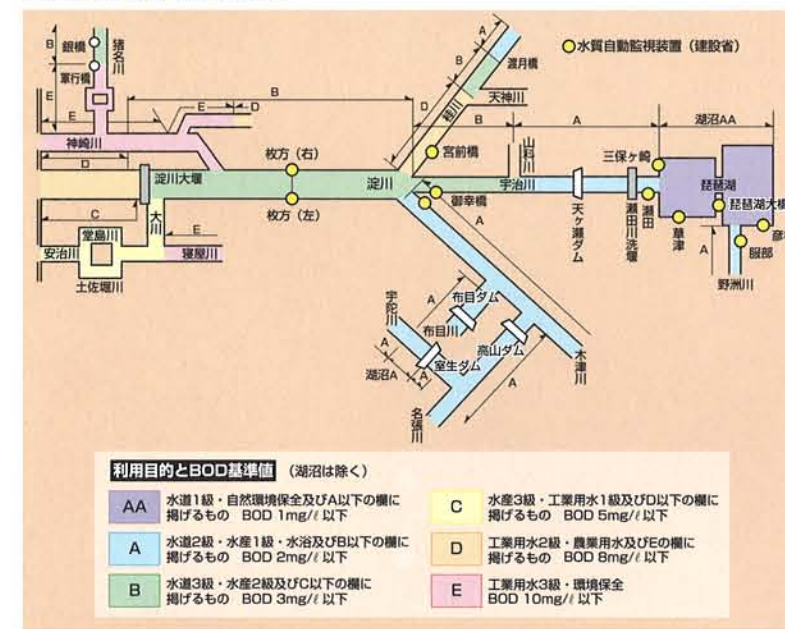 水質自動監視装置（建設省）
B
銀橋
猪名川
軍行橋
E
E
E
D
B
神崎川
D
淀川大堰
C
大川
E
堂島川
安治川
土佐堀川
寝屋川
枚方（右）
枚方（左）
淀川
A
B
D
渡月橋
桂川
天神川
宮前橋
B
A
湖沼AA
山科川
宇治川
御幸橋
天ヶ瀬ダム
瀬田川洗堰
三保ヶ崎
瀬田
琵琶湖
琵琶湖大橋
草津
A
服部
野洲川
A
A
布目ダム
布目川
宇陀川
A
湖沼A
A
室生ダム
高山ダム
A
木津川
名張川
利用目的とBOD基準値 （湖沼は除く）
AA
水道1級・自然環境保全及びA以下の欄に
掲げるもの BOD 1mg/ℓ 以下
A
水道2級・水産1級・水浴及びB以下の欄に
掲げるもの BOD 2mg/ℓ 以下
B
水道3級・水産2級及びC以下の欄に
掲げるもの BOD 3mg/ℓ 以下
C
水産3級・工業用水1級及びD以下の欄に
掲げるもの BOD 5mg/ℓ 以下
D
工業用水2級・農業用水及びEの欄に
掲げるもの BOD 8mg/ℓ 以下
E
工業用水3級・環境保全
BOD 10mg/ℓ 以下